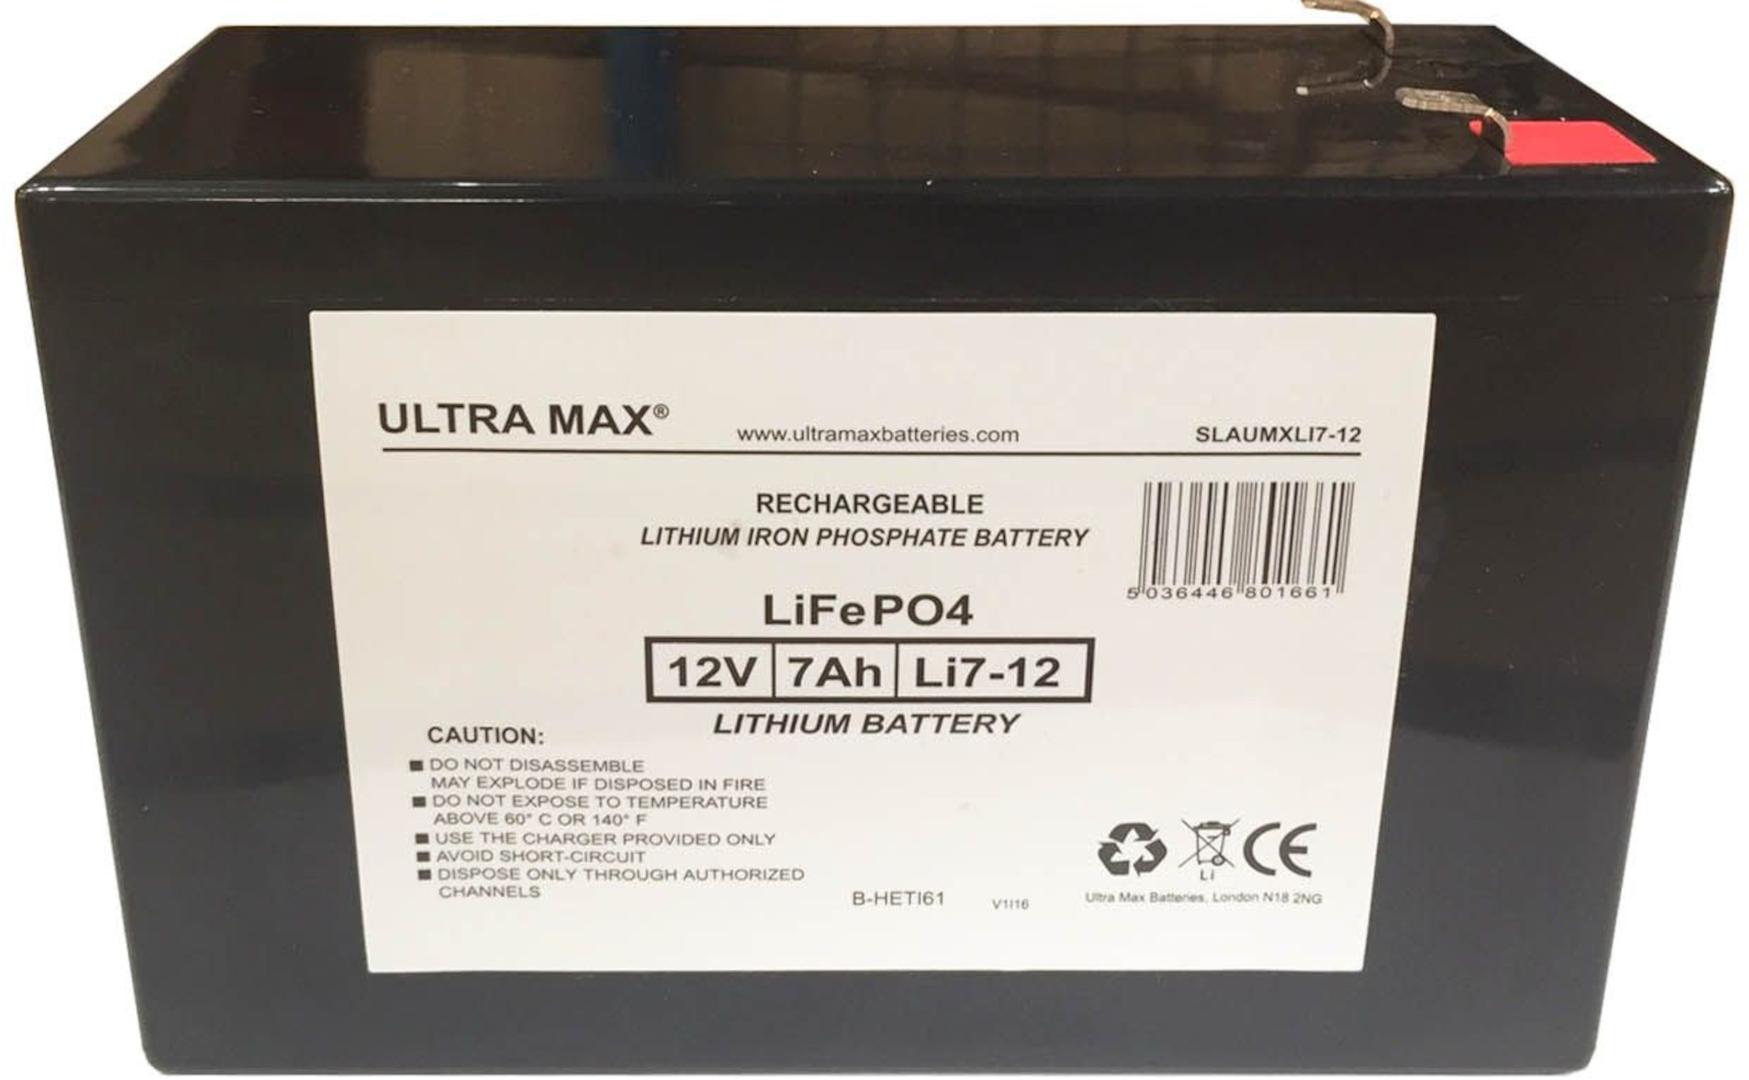 ULTRA MAX®
www.ultramaxbatteries.com
SLAUMXLI7-12
RECHARGEABLE
LITHIUM IRON PHOSPHATE BATTERY
5 036446 801661
LiFePO4
12V 7Ah Li7-12
LITHIUM BATTERY
CAUTION:
■ DO NOT DISASSEMBLE
MAY EXPLODE IF DISPOSED IN FIRE
■ DO NOT EXPOSE TO TEMPERATURE
ABOVE 60° C OR 140° F
■ USE THE CHARGER PROVIDED ONLY
■ AVOID SHORT-CIRCUIT
■ DISPOSE ONLY THROUGH AUTHORIZED
CHANNELS
B-HETI61
V1I16
Li
CE
Ultra Max Batteries, London N18 2NG